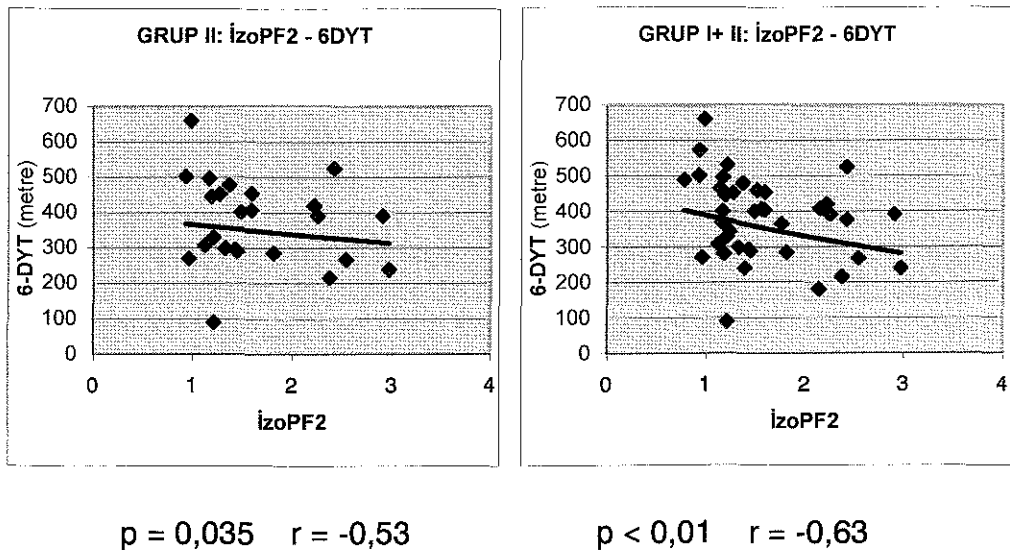 GRUP II: İzoPF2 - 6DYT
6-DYT (metre)
700
600
500
400
300
200
100
0
0 1 2 3 4
İzoPF2
p = 0,035 r = -0,53
GRUP I+ II: İzoPF2 - 6DYT
6-DYT (metre)
700
600
500
400
300
200
100
0
0 1 2 3 4
İzoPF2
p < 0,01 r = -0,63